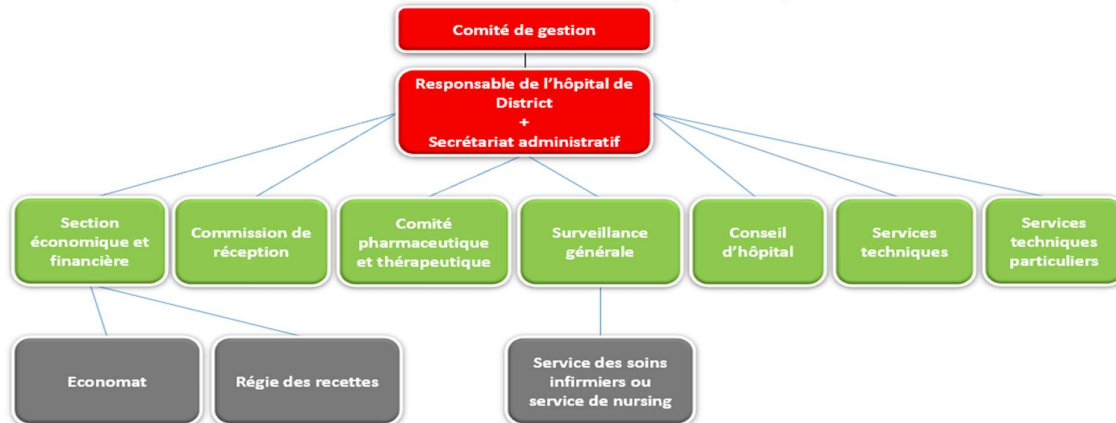 Comité de gestion
Responsable de l'hôpital de
District
+
Secrétariat administratif
Section
économique et
financière
Commission de
réception
Comité
pharmaceutique
et thérapeutique
Surveillance
générale
Conseil
d'hôpital
Services
techniques
Services
techniques
particuliers
Economat
Régie des recettes
Service des soins
infirmiers ou
service de nursing